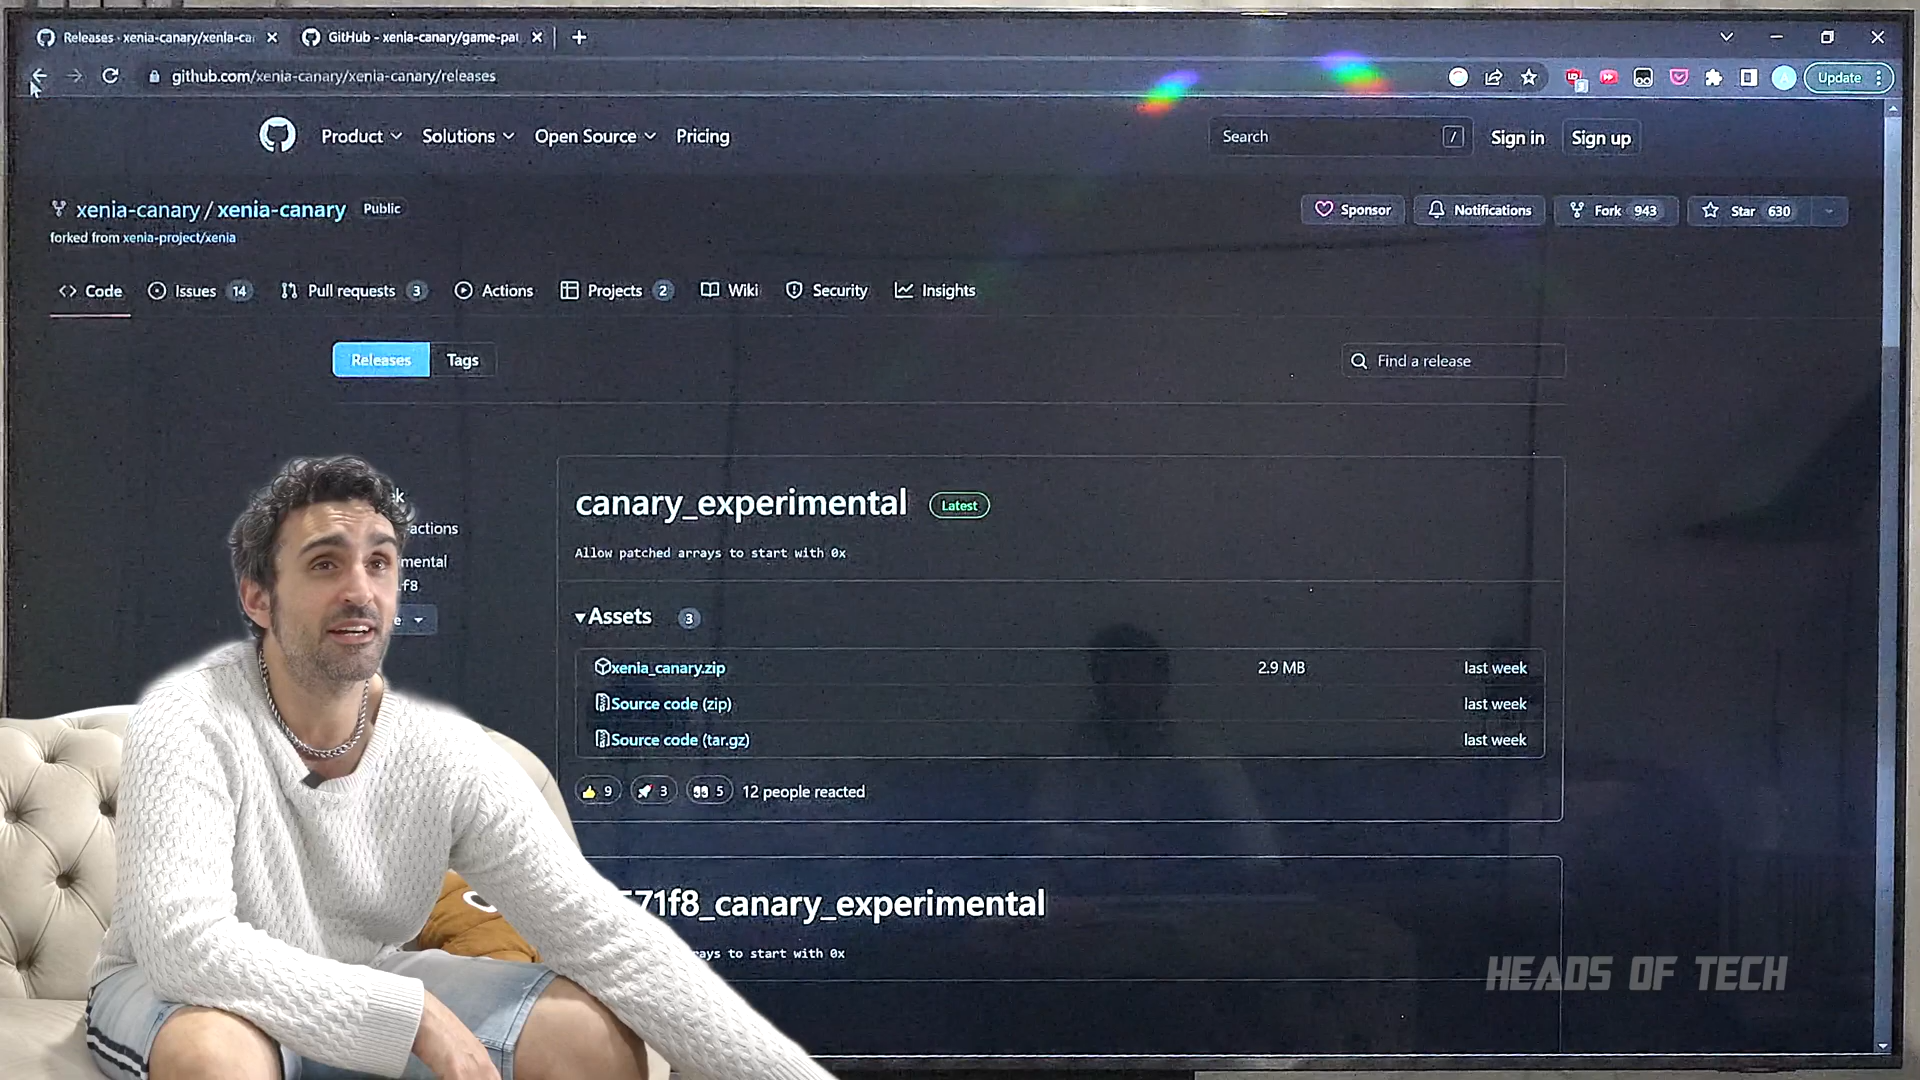 Releases · xenia-canary/xenia-ca
GitHub - xenia-canary/game-pat
github.com/xenia-canary/xenia-canary/releases
Update
Product
Solutions
Open Source
Pricing
Search
/
Sign in
Sign up
xenia-canary / xenia-canary
Public
Sponsor
Notifications
Fork 943
Star 630
forked from xenia-project/xenia
Code
Issues 14
Pull requests 3
Actions
Projects 2
Wiki
Security
Insights
Releases
Tags
Find a release
ek
-actions
mental
f8
e
canary_experimental
Latest
Allow patched arrays to start with 0x
Assets 3
xenia_canary.zip
2.9 MB
last week
Source code (zip)
last week
Source code (tar.gz)
last week
9
3
5
12 people reacted
571f8_canary_experimental
rays to start with 0x
HEADS OF TECH